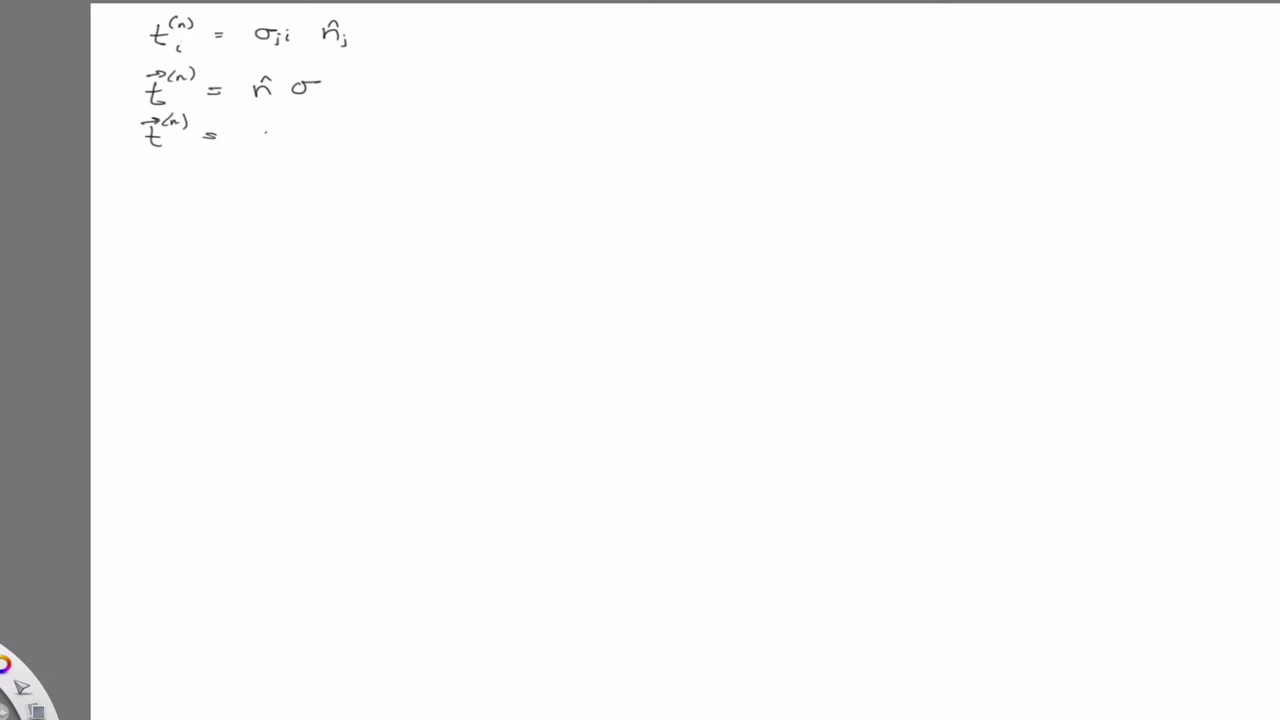 t_i^(n) = σ_ji n̂_j
t⃗^(n) = n̂ σ
t⃗^(n) =